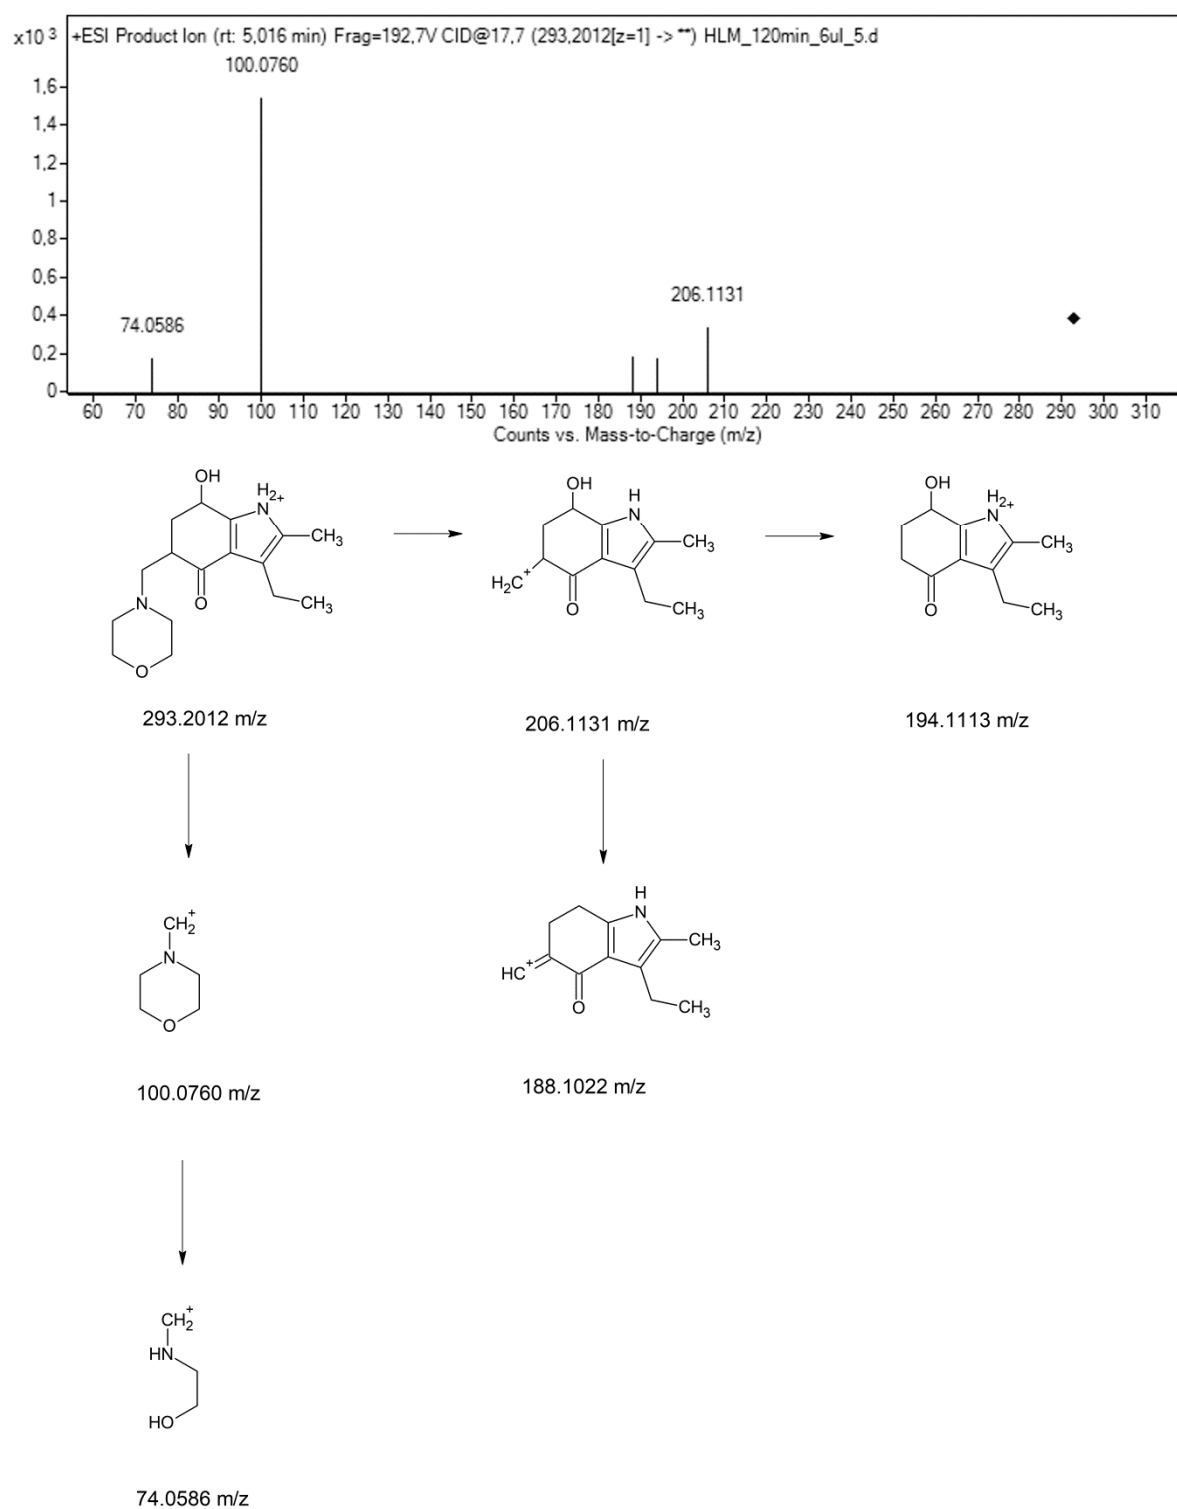 x10 3
+ESI Product Ion (rt: 5,016 min) Frag=192,7V CID@17,7 (293,2012[z=1] -> **) HLM_120min_6ul_5.d
100.0760
1,6
1,4
1,2
1
0,8
0,6
206.1131
0,4
74.0586
0,2
0
60 70 80 90 100 110 120 130 140 150 160 170 180 190 200 210 220 230 240 250 260 270 280 290 300 310
Counts vs. Mass-to-Charge (m/z)
OH
H2+
N
CH3
O
CH3
N
O
293.2012 m/z
OH
H
N
CH3
H2C+
O
CH3
206.1131 m/z
OH
H2+
N
CH3
O
CH3
194.1113 m/z
CH2+
N
O
100.0760 m/z
H
N
CH3
HC+
O
CH3
188.1022 m/z
CH2+
HN
HO
74.0586 m/z